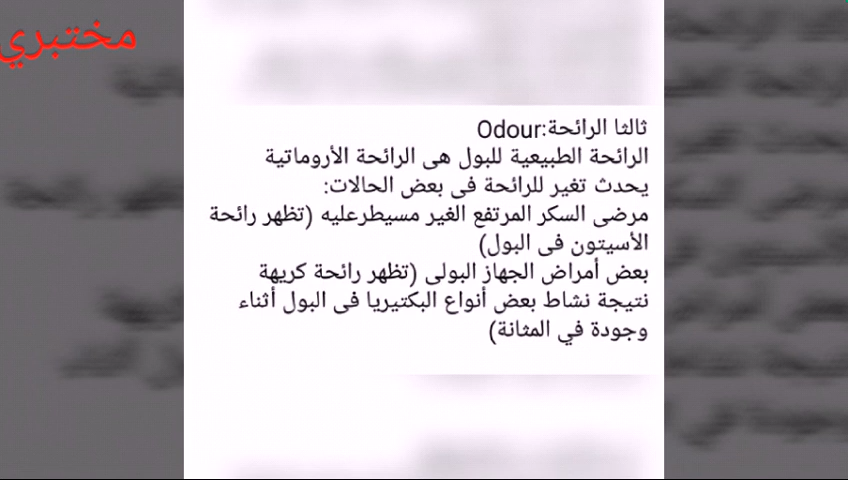 مختبري
ثالثا الرائحة:Odour
الرائحة الطبيعية للبول هى الرائحة الأروماتية
يحدث تغير للرائحة فى بعض الحالات:
مرضى السكر المرتفع الغير مسيطرعليه (تظهر رائحة
الأسيتون فى البول)
بعض أمراض الجهاز البولى (تظهر رائحة كريهة
نتيجة نشاط بعض أنواع البكتيريا فى البول أثناء
وجودة في المثانة)